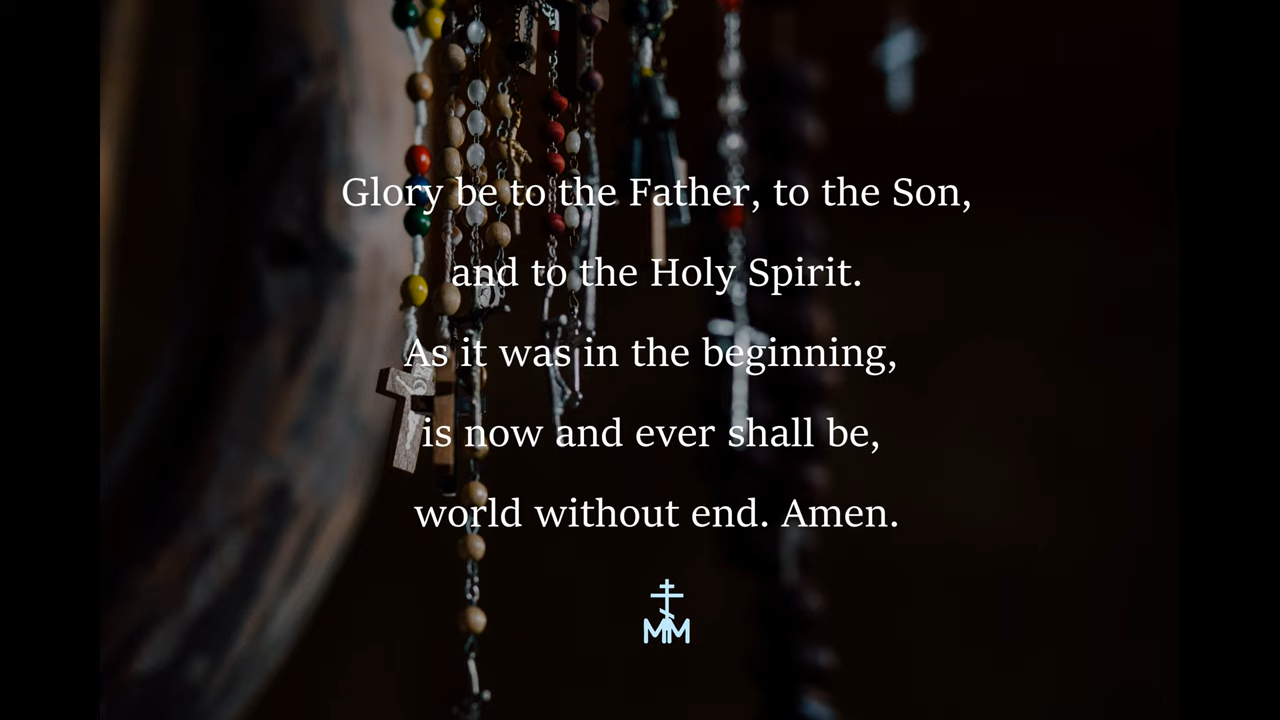 Glory be to the Father, to the Son,
and to the Holy Spirit.
As it was in the beginning,
is now and ever shall be,
world without end. Amen.
MM